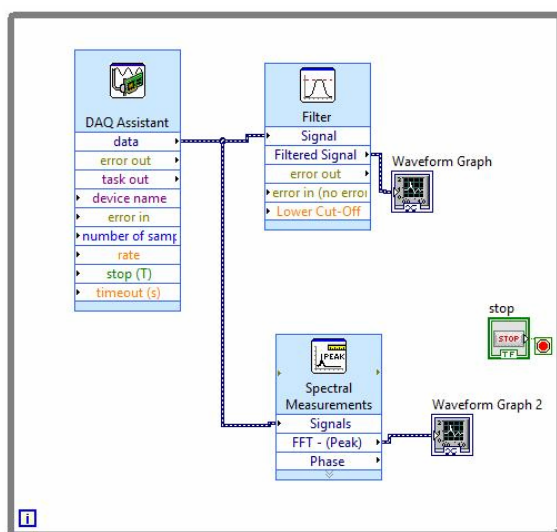 DAQ Assistant
data
error out
task out
device name
error in
number of samp
rate
stop (T)
timeout (s)
Filter
Signal
Filtered Signal
error out
error in (no erro
Lower Cut-Off
Waveform Graph
stop
STOP
TF
PEAK
Spectral
Measurements
Signals
FFT - (Peak)
Phase
Waveform Graph 2
i